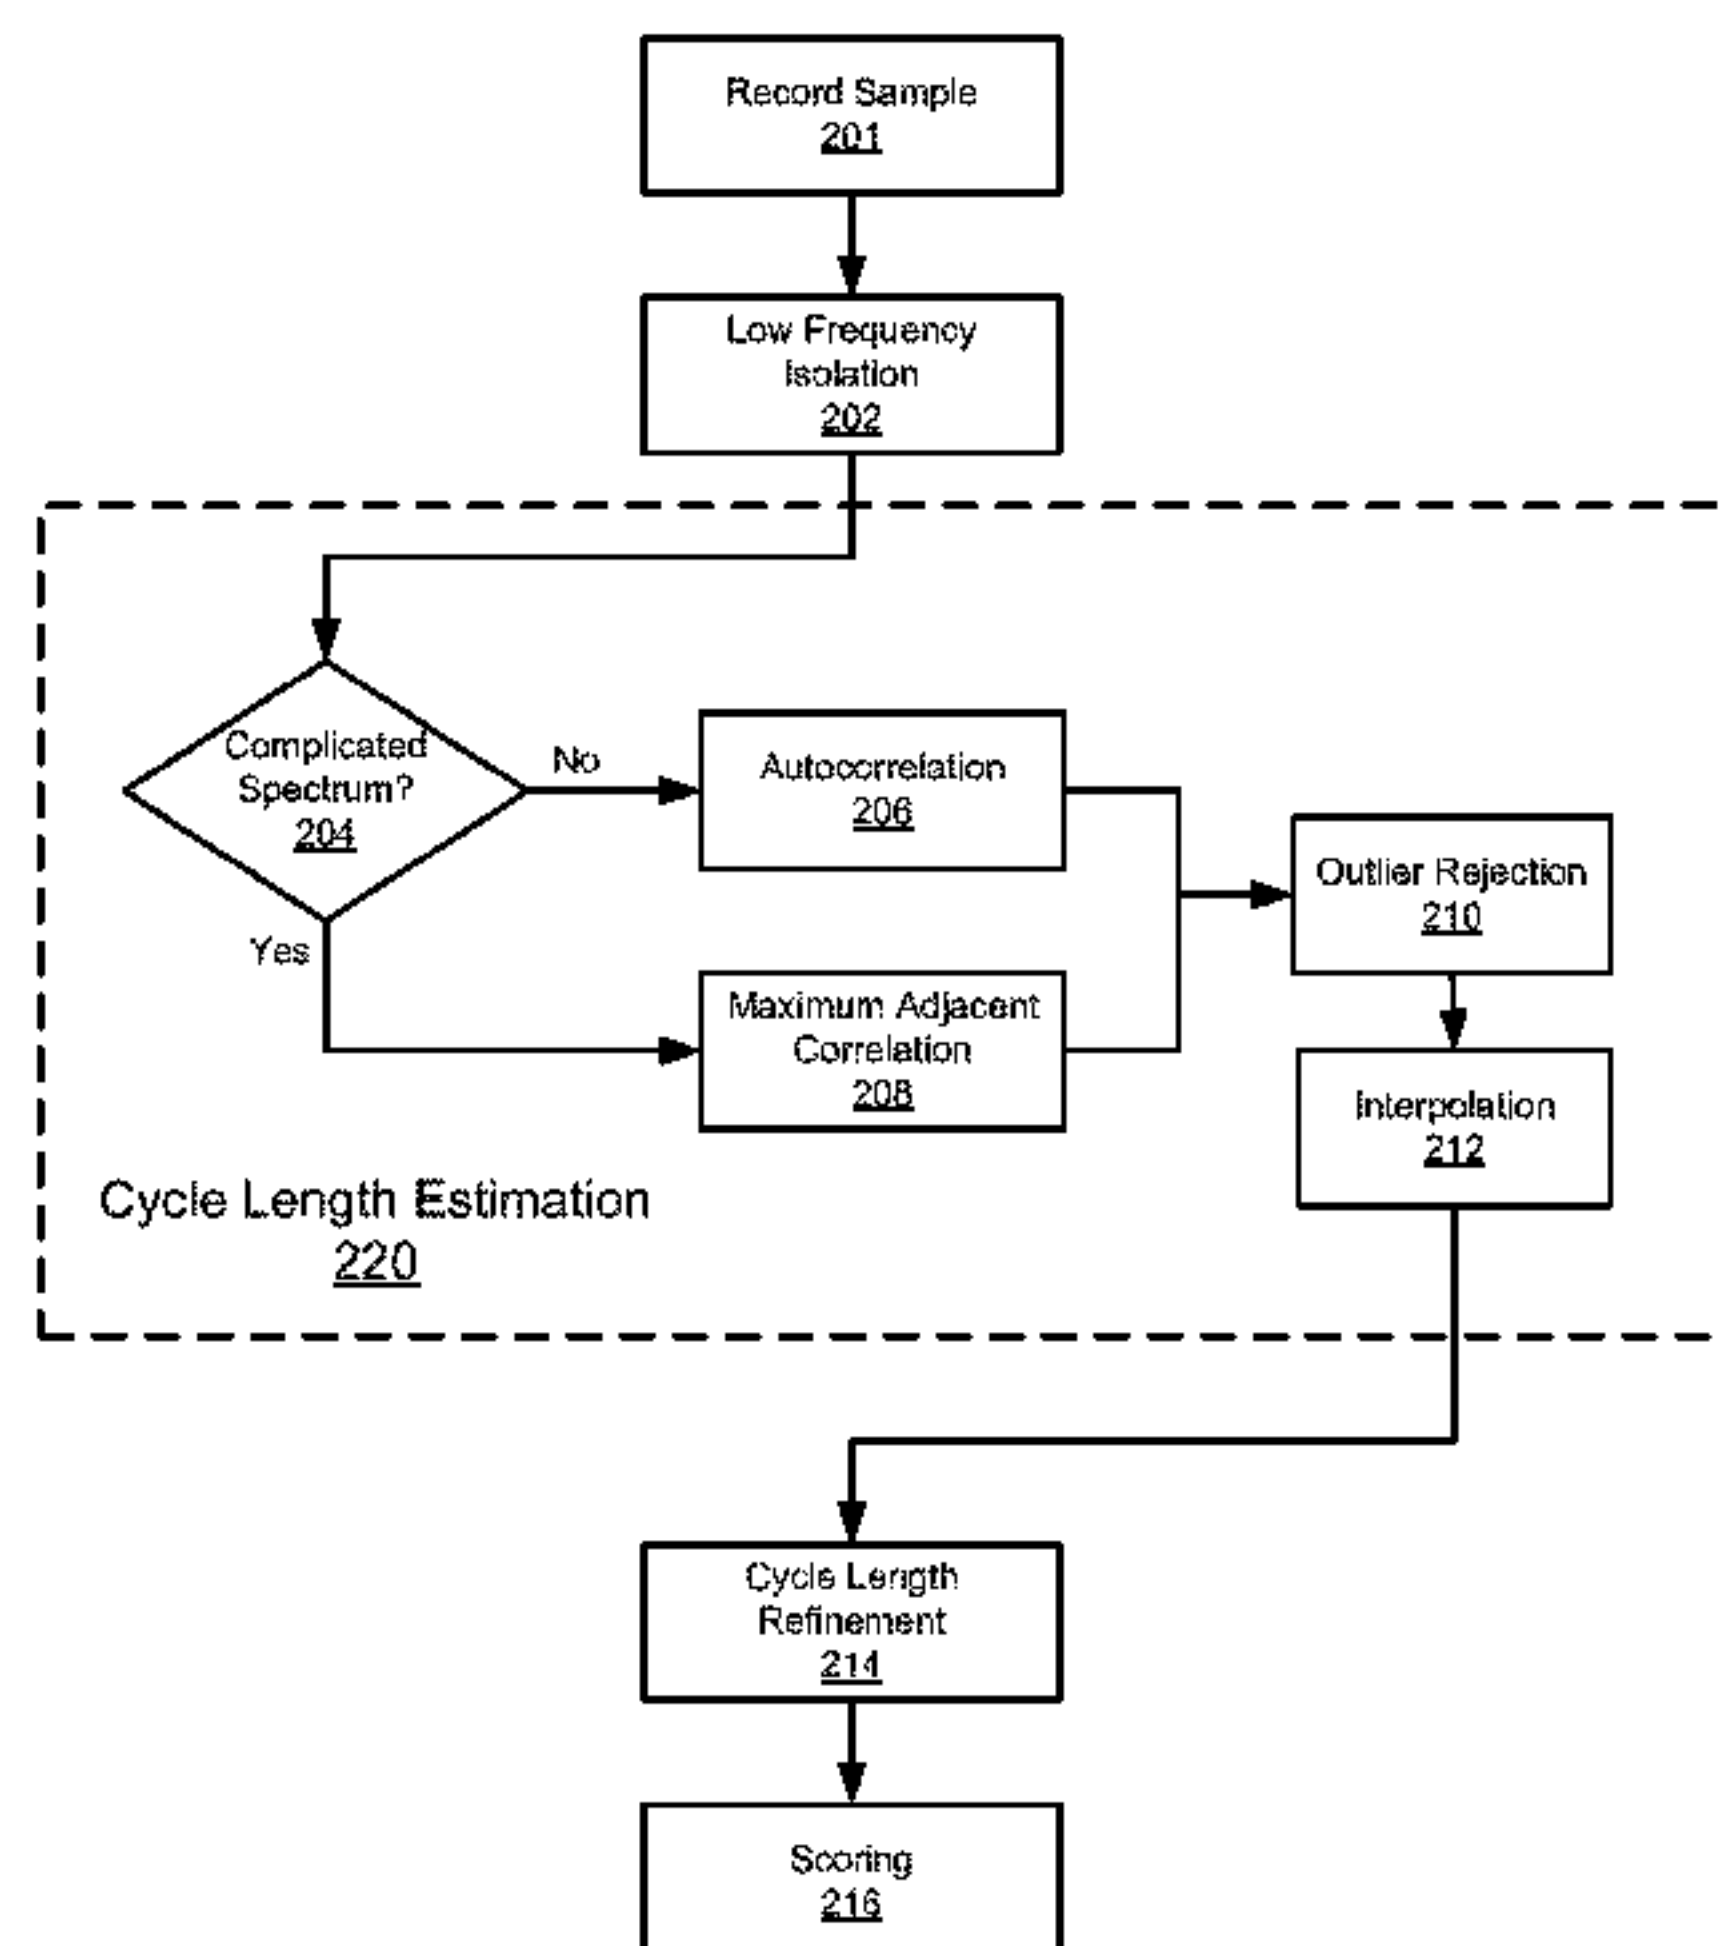 Record Sample
201
Low Frequency
Isolation
202
Complicated
Spectrum?
204
No
Yes
Autocorrelation
206
Maximum Adjacent
Correlation
208
Outlier Rejection
210
Interpolation
212
Cycle Length Estimation
220
Cycle Length
Refinement
214
Scoring
216